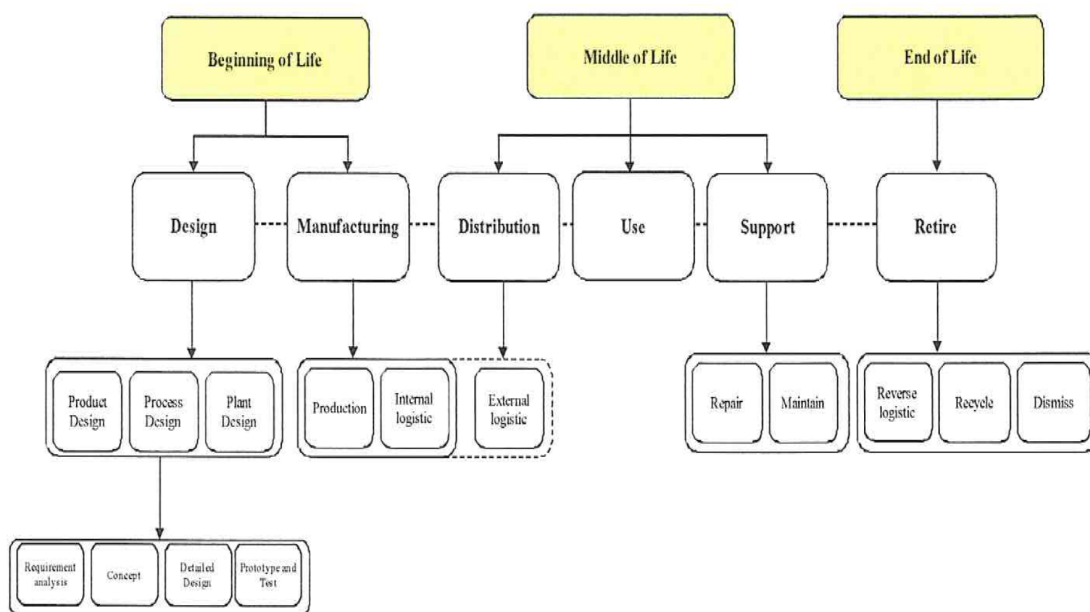 Beginning of Life
Middle of Life
End of Life
Design
Manufacturing
Distribution
Use
Support
Retire
Product
Design
Process
Design
Plant
Design
Production
Internal
logistic
External
logistic
Repair
Maintain
Reverse
logistic
Recycle
Dismiss
Requirement
analysis
Concept
Detailed
Design
Prototype and
Test